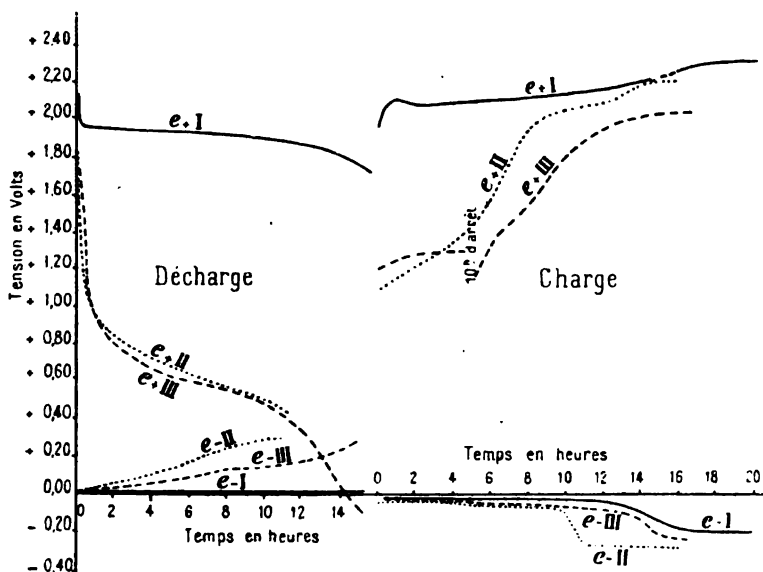 + 2,40
+ 2,20
+ 2,00
+ 1,80
+ 1,60
+ 1,40
+ 1,20
+ 1,00
+ 0,80
+ 0,60
+ 0,40
+ 0,20
0,00
- 0,20
- 0,40
Tension en Volts
e+I
Décharge
e+II
e+III
e-II
e-III
e-I
0 2 4 6 8 10 12 14
Temps en heures
e+I
e+II
e+III
10h d'arrêt
Charge
Temps en heures
0 2 4 6 8 10 12 14 16 18 20
e-III
e-I
e-II